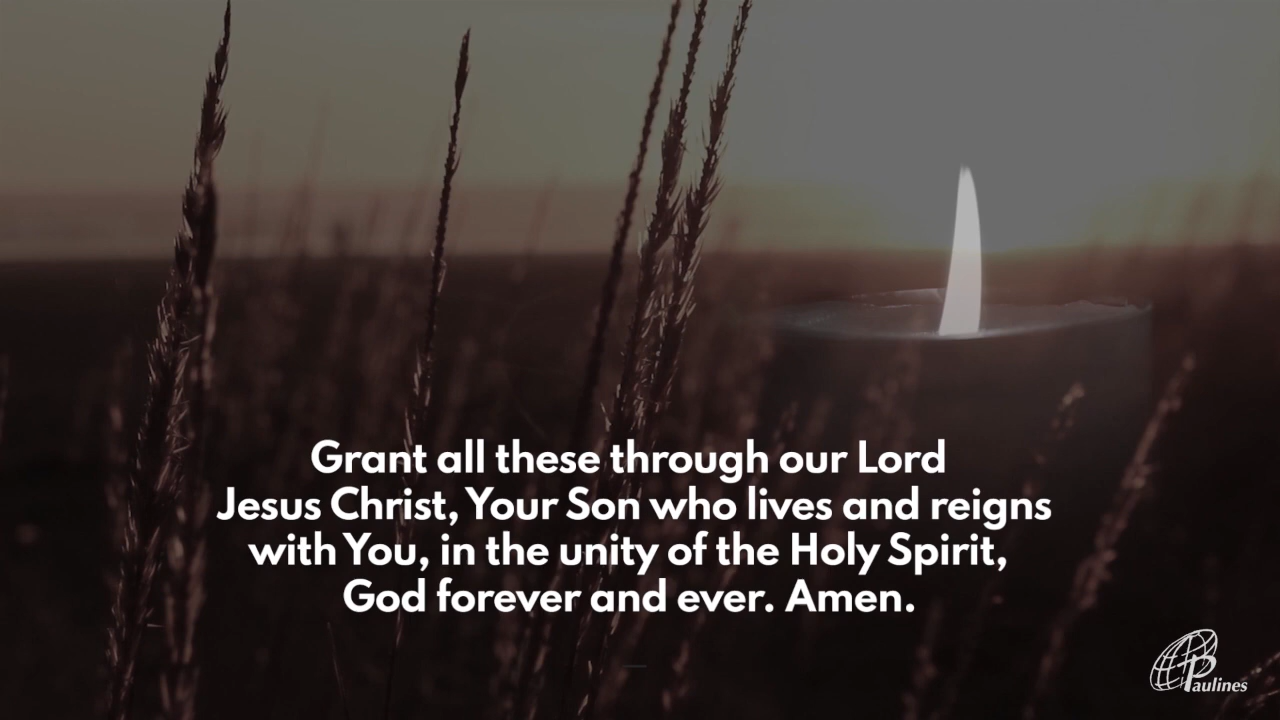 Grant all these through our Lord
Jesus Christ, Your Son who lives and reigns
with You, in the unity of the Holy Spirit,
God forever and ever. Amen.
Paulines